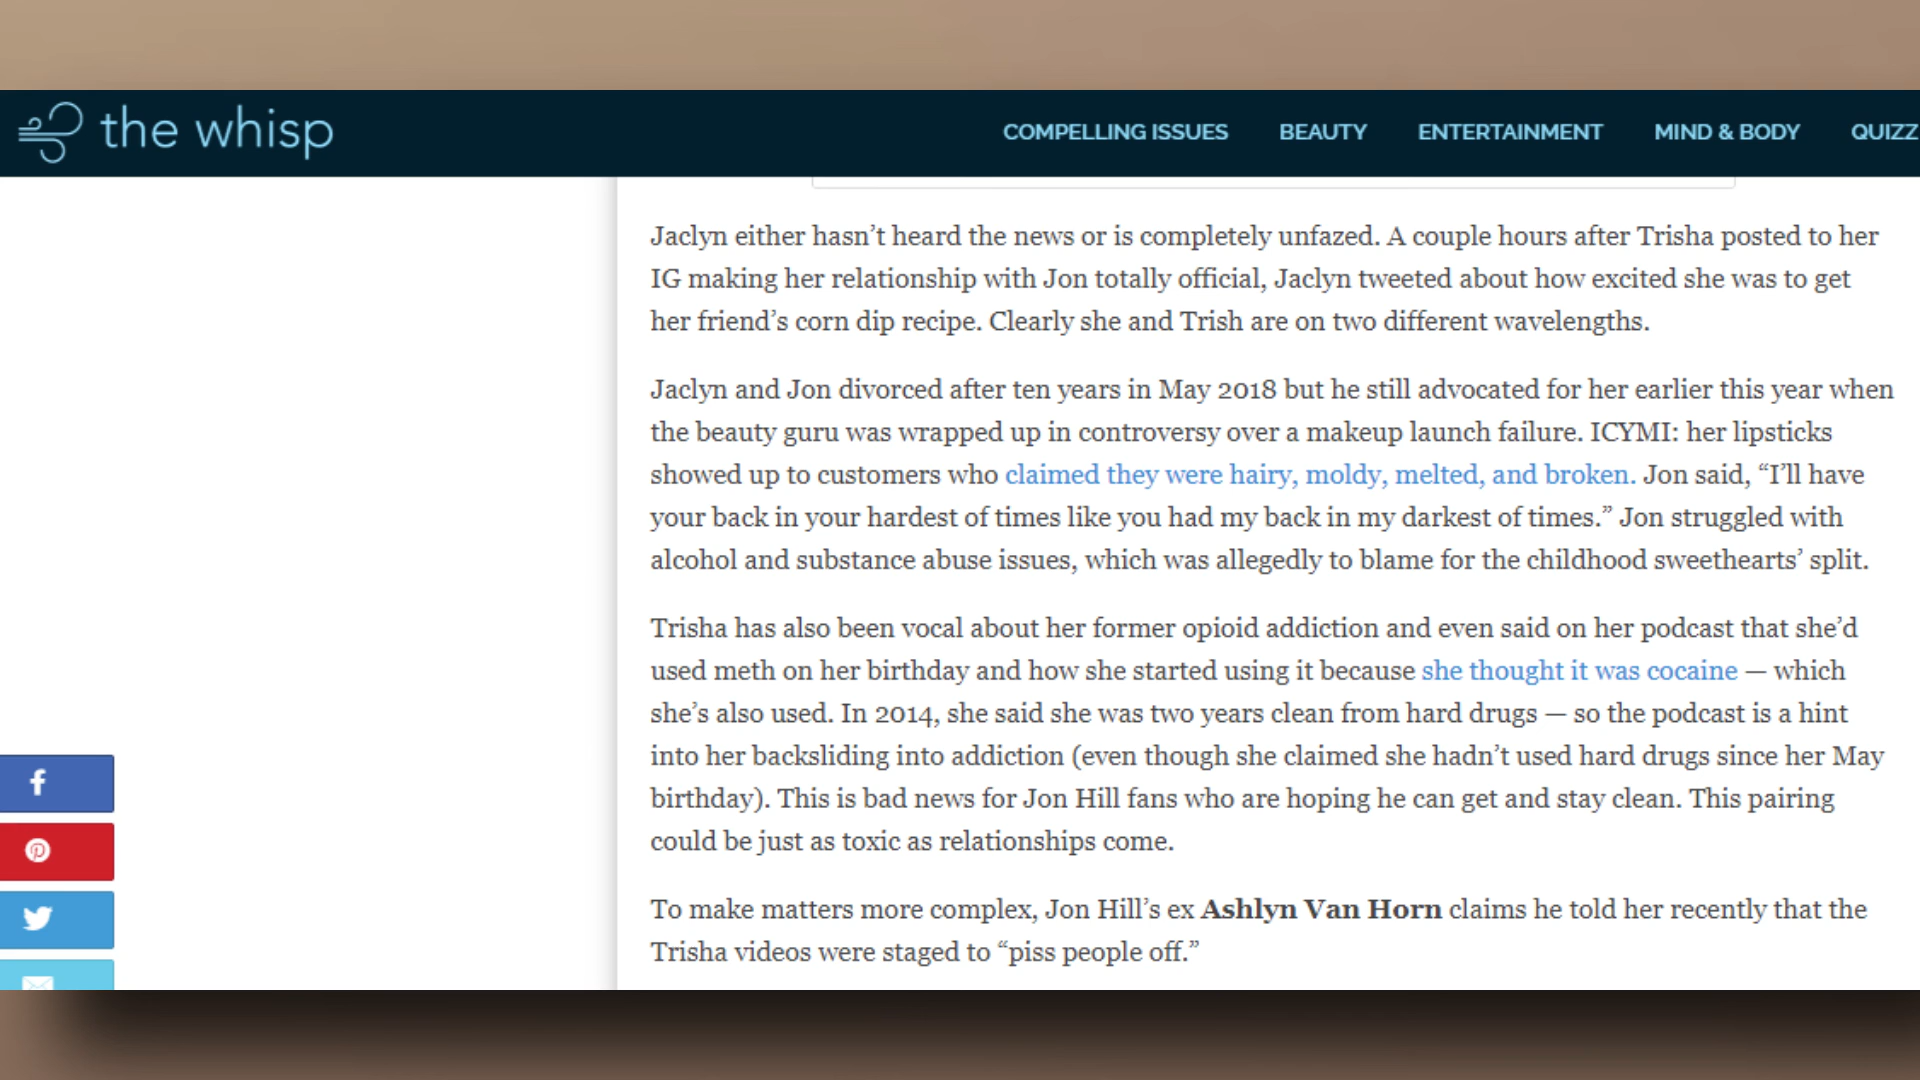 the whisp
COMPELLING ISSUES BEAUTY ENTERTAINMENT MIND & BODY QUIZZ
Jaclyn either hasn’t heard the news or is completely unfazed. A couple hours after Trisha posted to her
IG making her relationship with Jon totally official, Jaclyn tweeted about how excited she was to get
her friend’s corn dip recipe. Clearly she and Trish are on two different wavelengths.
Jaclyn and Jon divorced after ten years in May 2018 but he still advocated for her earlier this year when
the beauty guru was wrapped up in controversy over a makeup launch failure. ICYMI: her lipsticks
showed up to customers who claimed they were hairy, moldy, melted, and broken. Jon said, “I’ll have
your back in your hardest of times like you had my back in my darkest of times.” Jon struggled with
alcohol and substance abuse issues, which was allegedly to blame for the childhood sweethearts’ split.
Trisha has also been vocal about her former opioid addiction and even said on her podcast that she’d
used meth on her birthday and how she started using it because she thought it was cocaine — which
she’s also used. In 2014, she said she was two years clean from hard drugs — so the podcast is a hint
into her backsliding into addiction (even though she claimed she hadn’t used hard drugs since her May
birthday). This is bad news for Jon Hill fans who are hoping he can get and stay clean. This pairing
could be just as toxic as relationships come.
To make matters more complex, Jon Hill’s ex Ashlyn Van Horn claims he told her recently that the
Trisha videos were staged to “piss people off.”